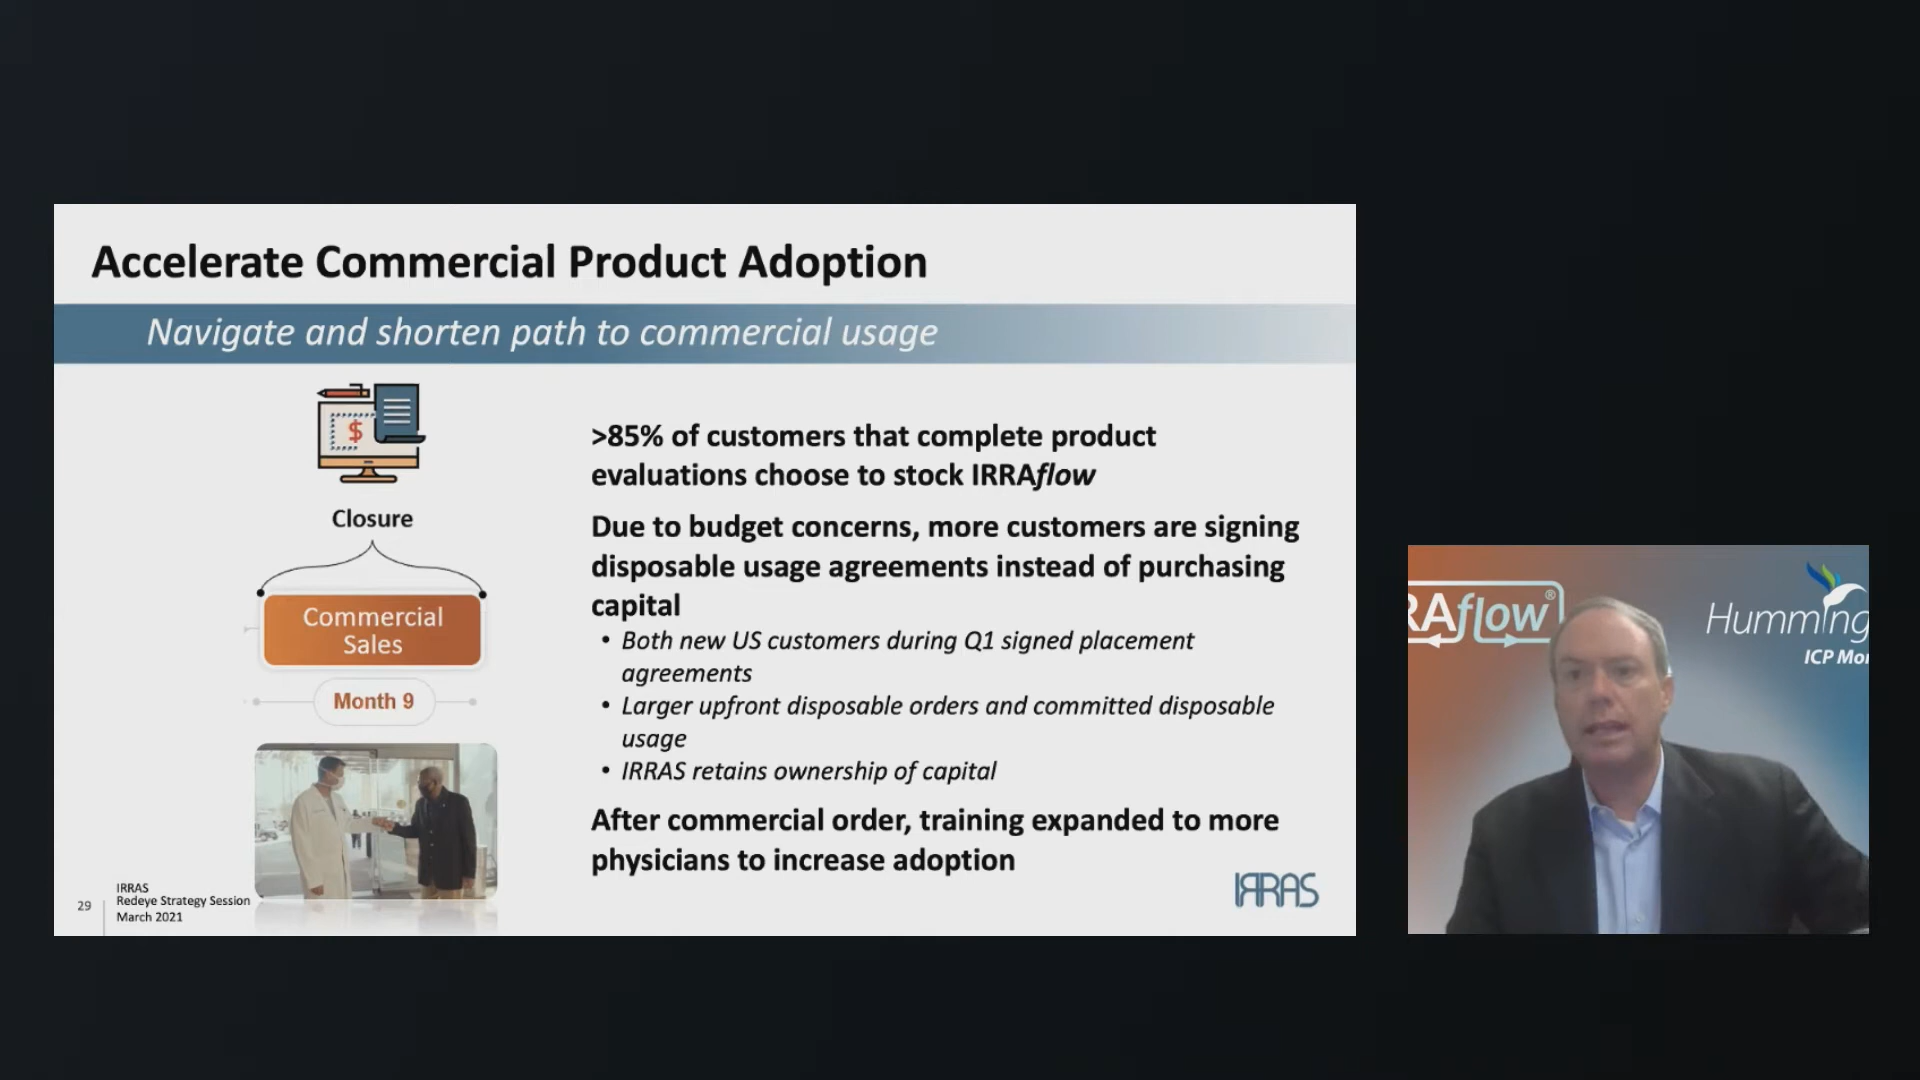 Accelerate Commercial Product Adoption
Navigate and shorten path to commercial usage
$
Closure
Commercial
Sales
Month 9
>85% of customers that complete product
evaluations choose to stock IRRAflow
Due to budget concerns, more customers are signing
disposable usage agreements instead of purchasing
capital
• Both new US customers during Q1 signed placement
agreements
• Larger upfront disposable orders and committed disposable
usage
• IRRAS retains ownership of capital
After commercial order, training expanded to more
physicians to increase adoption
29
IRRAS
Redeye Strategy Session
March 2021
IRRAS
RAflow®
Humming
ICP Mon